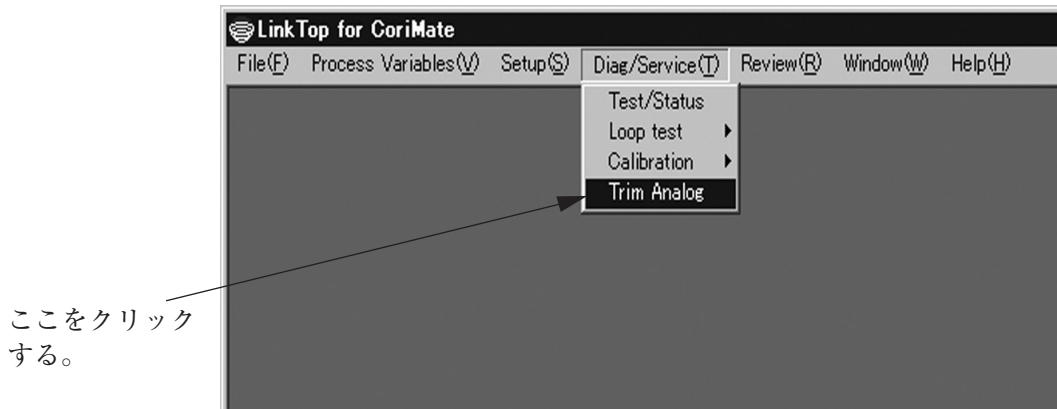 LinkTop for CoriMate
File(F) Process Variables(V) Setup(S) Diag/Service(T) Review(R) Window(W) Help(H)
Test/Status
Loop test
Calibration
Trim Analog
ここをクリック
する。